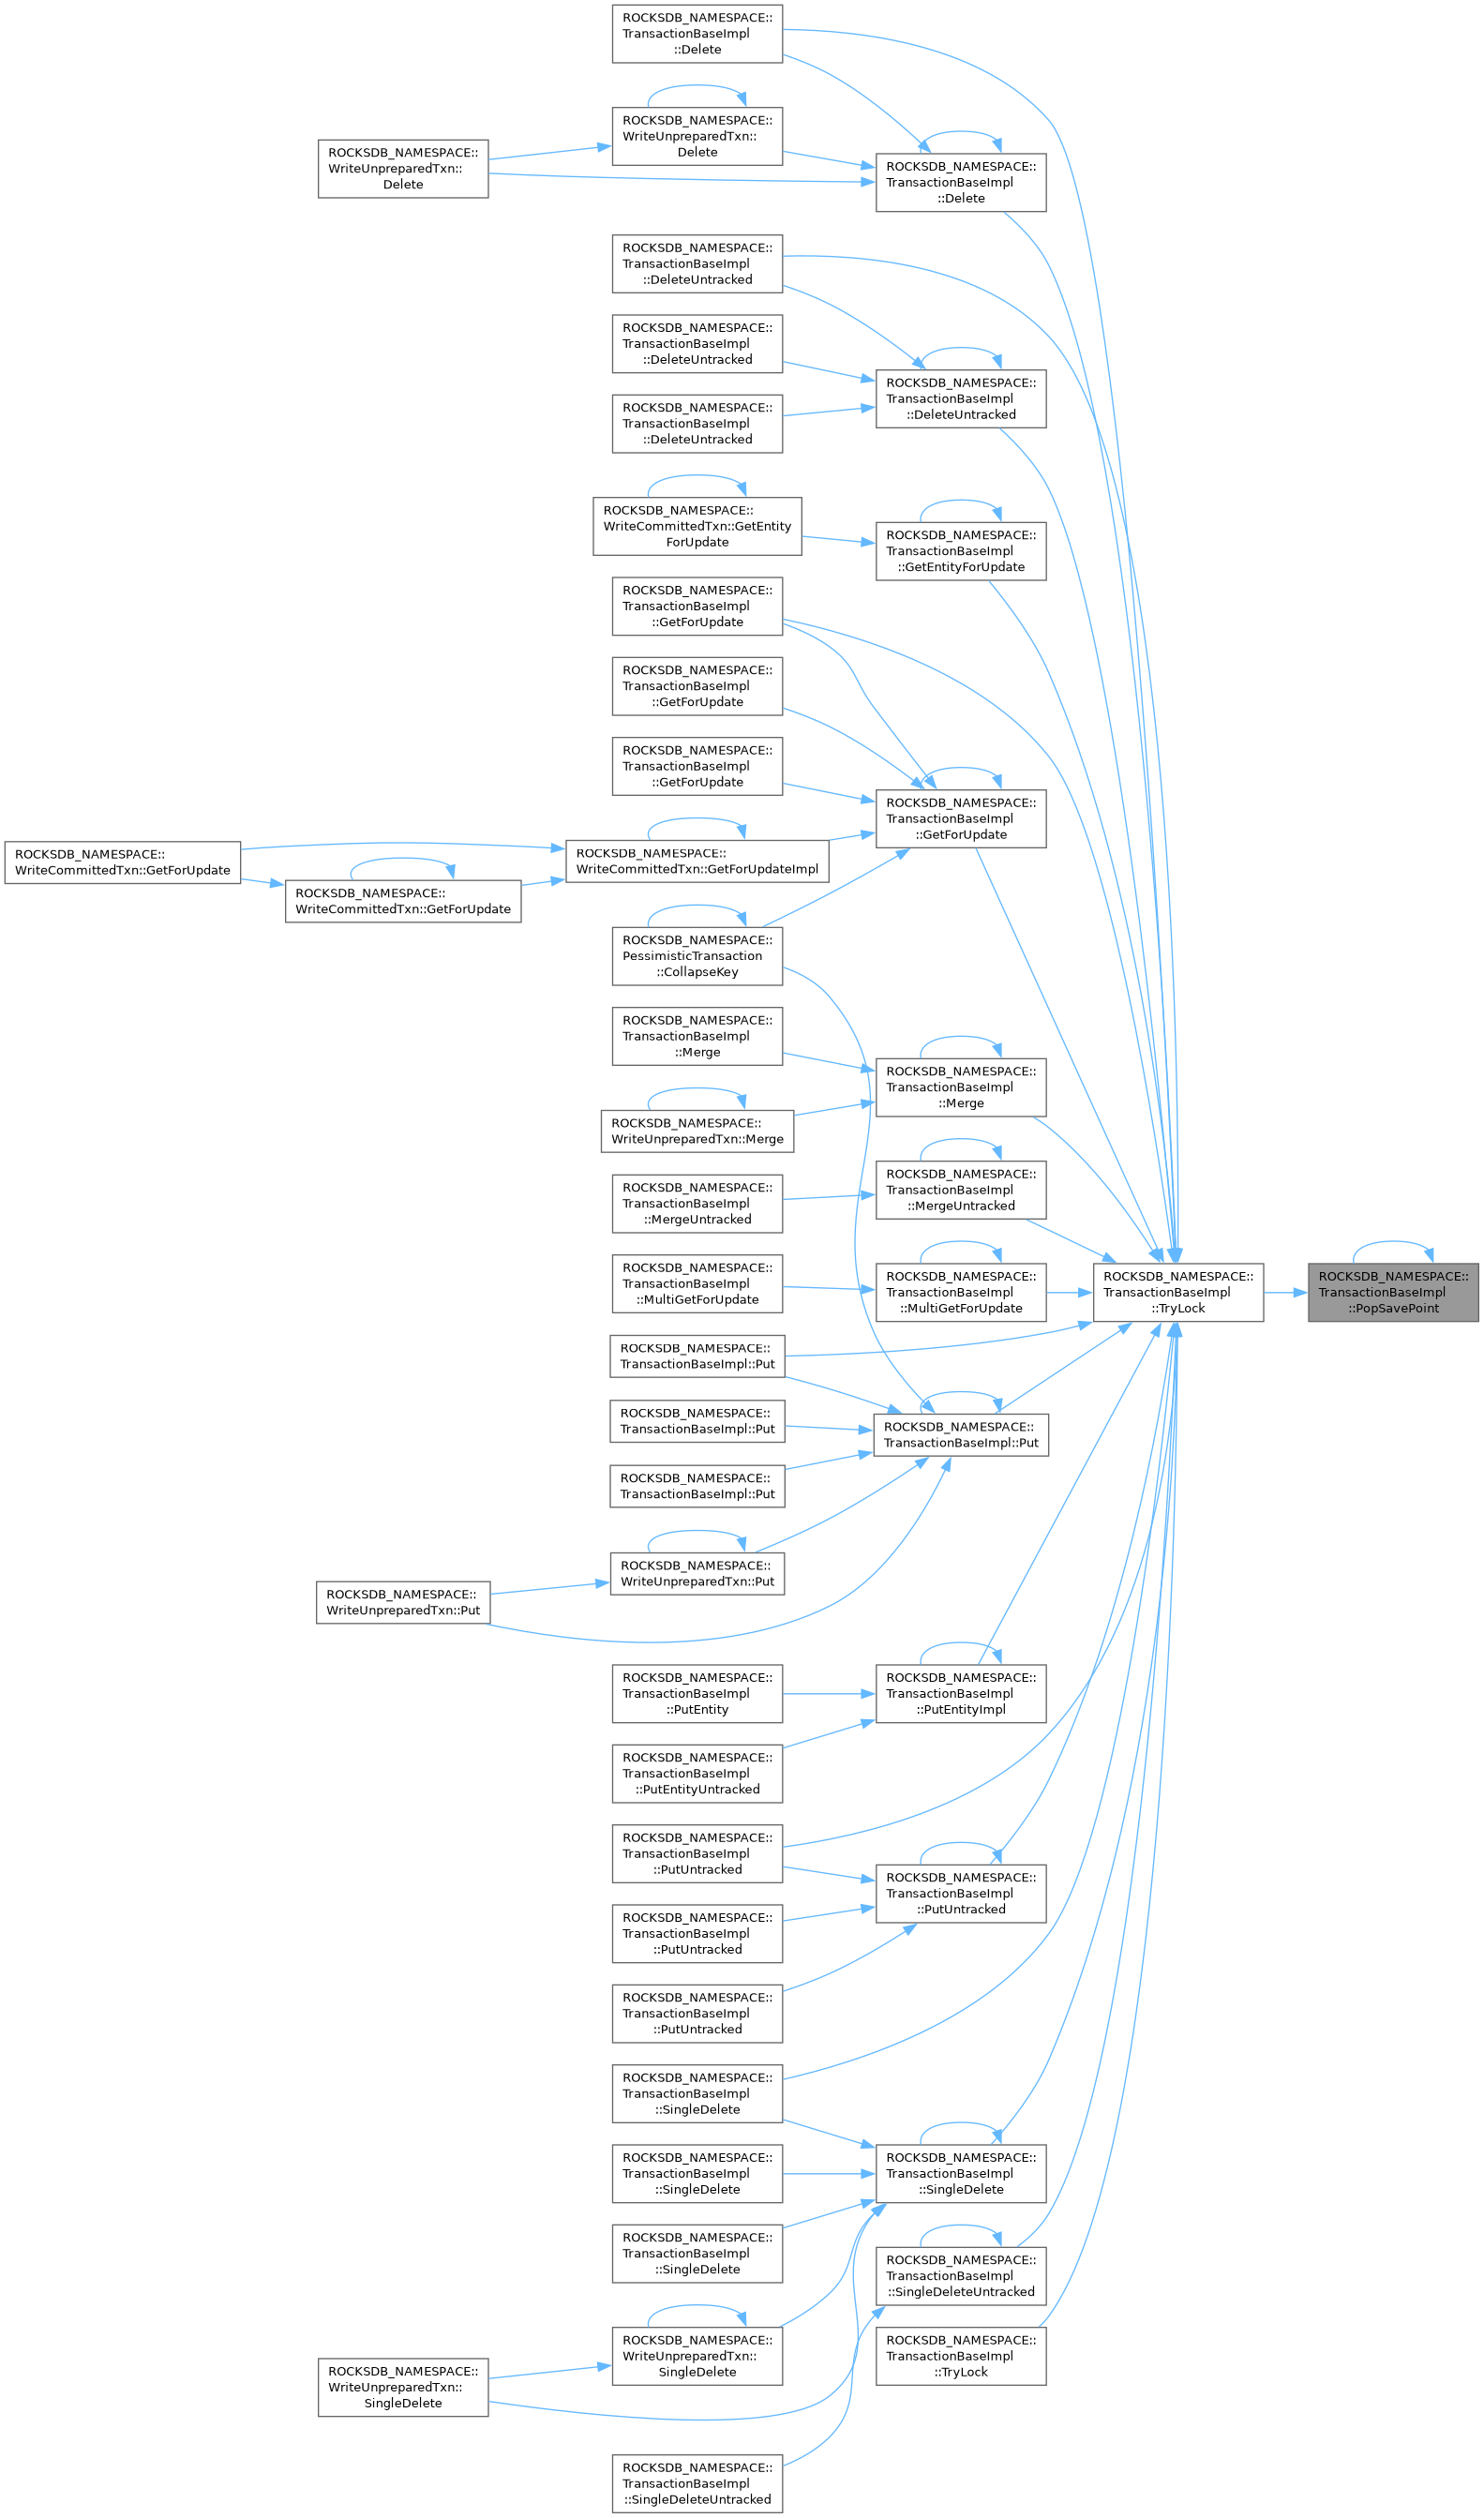 ROCKSDB_NAMESPACE::
TransactionBaseImpl
::Delete
ROCKSDB_NAMESPACE::
WriteUnpreparedTxn::
Delete
ROCKSDB_NAMESPACE::
WriteUnpreparedTxn::
Delete
ROCKSDB_NAMESPACE::
TransactionBaseImpl
::Delete
ROCKSDB_NAMESPACE::
TransactionBaseImpl
::DeleteUntracked
ROCKSDB_NAMESPACE::
TransactionBaseImpl
::DeleteUntracked
ROCKSDB_NAMESPACE::
TransactionBaseImpl
::DeleteUntracked
ROCKSDB_NAMESPACE::
TransactionBaseImpl
::DeleteUntracked
ROCKSDB_NAMESPACE::
WriteCommittedTxn::GetEntity
ForUpdate
ROCKSDB_NAMESPACE::
TransactionBaseImpl
::GetEntityForUpdate
ROCKSDB_NAMESPACE::
TransactionBaseImpl
::GetForUpdate
ROCKSDB_NAMESPACE::
TransactionBaseImpl
::GetForUpdate
ROCKSDB_NAMESPACE::
TransactionBaseImpl
::GetForUpdate
ROCKSDB_NAMESPACE::
TransactionBaseImpl
::GetForUpdate
ROCKSDB_NAMESPACE::
WriteCommittedTxn::GetForUpdate
ROCKSDB_NAMESPACE::
WriteCommittedTxn::GetForUpdateImpl
ROCKSDB_NAMESPACE::
WriteCommittedTxn::GetForUpdate
ROCKSDB_NAMESPACE::
PessimisticTransaction
::CollapseKey
ROCKSDB_NAMESPACE::
TransactionBaseImpl
::Merge
ROCKSDB_NAMESPACE::
TransactionBaseImpl
::Merge
ROCKSDB_NAMESPACE::
WriteUnpreparedTxn::Merge
ROCKSDB_NAMESPACE::
TransactionBaseImpl
::MergeUntracked
ROCKSDB_NAMESPACE::
TransactionBaseImpl
::MergeUntracked
ROCKSDB_NAMESPACE::
TransactionBaseImpl
::MultiGetForUpdate
ROCKSDB_NAMESPACE::
TransactionBaseImpl
::MultiGetForUpdate
ROCKSDB_NAMESPACE::
TransactionBaseImpl
::TryLock
ROCKSDB_NAMESPACE::
TransactionBaseImpl
::PopSavePoint
ROCKSDB_NAMESPACE::
TransactionBaseImpl::Put
ROCKSDB_NAMESPACE::
TransactionBaseImpl::Put
ROCKSDB_NAMESPACE::
TransactionBaseImpl::Put
ROCKSDB_NAMESPACE::
TransactionBaseImpl::Put
ROCKSDB_NAMESPACE::
WriteUnpreparedTxn::Put
ROCKSDB_NAMESPACE::
WriteUnpreparedTxn::Put
ROCKSDB_NAMESPACE::
TransactionBaseImpl
::PutEntity
ROCKSDB_NAMESPACE::
TransactionBaseImpl
::PutEntityImpl
ROCKSDB_NAMESPACE::
TransactionBaseImpl
::PutEntityUntracked
ROCKSDB_NAMESPACE::
TransactionBaseImpl
::PutUntracked
ROCKSDB_NAMESPACE::
TransactionBaseImpl
::PutUntracked
ROCKSDB_NAMESPACE::
TransactionBaseImpl
::PutUntracked
ROCKSDB_NAMESPACE::
TransactionBaseImpl
::PutUntracked
ROCKSDB_NAMESPACE::
TransactionBaseImpl
::SingleDelete
ROCKSDB_NAMESPACE::
TransactionBaseImpl
::SingleDelete
ROCKSDB_NAMESPACE::
TransactionBaseImpl
::SingleDelete
ROCKSDB_NAMESPACE::
TransactionBaseImpl
::SingleDelete
ROCKSDB_NAMESPACE::
TransactionBaseImpl
::SingleDeleteUntracked
ROCKSDB_NAMESPACE::
WriteUnpreparedTxn::
SingleDelete
ROCKSDB_NAMESPACE::
TransactionBaseImpl
::TryLock
ROCKSDB_NAMESPACE::
WriteUnpreparedTxn::
SingleDelete
ROCKSDB_NAMESPACE::
TransactionBaseImpl
::SingleDeleteUntracked